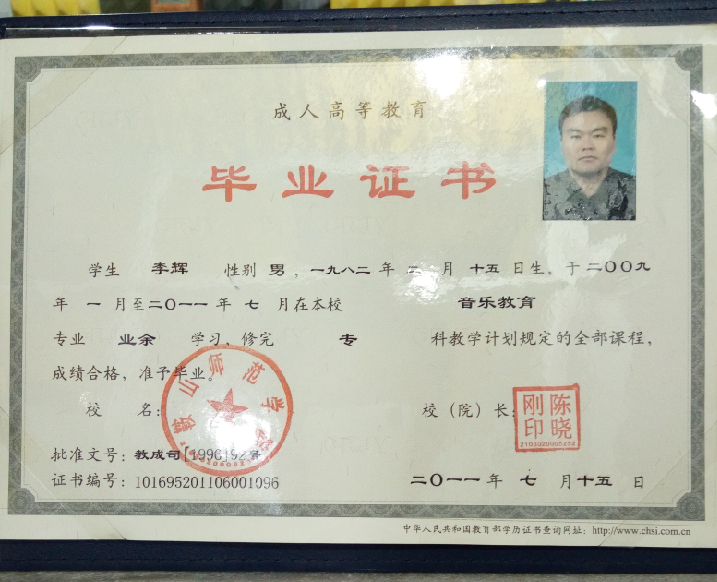 成人高等教育
毕业证书
学生 李辉 性别 男，一九八二年 二 月 十五 日生，于二〇〇九
年 一 月至二〇一一年 七 月在本校 音乐教育
专业 业余 学习，修完 专 科教学计划规定的全部课程，
成绩合格，准予毕业。
鞍山师范学院
校 名：
校（院）长：
陈晓刚印
批准文号：教成司[1996]92号
证书编号：101695201106001096
二〇一一年 七 月十五 日
中华人民共和国教育部学历证书查询网址：http://www.chsi.com.cn